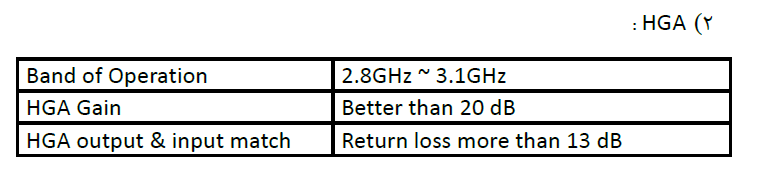 ۲) HGA :
Band of Operation 2.8GHz ~ 3.1GHz
HGA Gain Better than 20 dB
HGA output & input match Return loss more than 13 dB